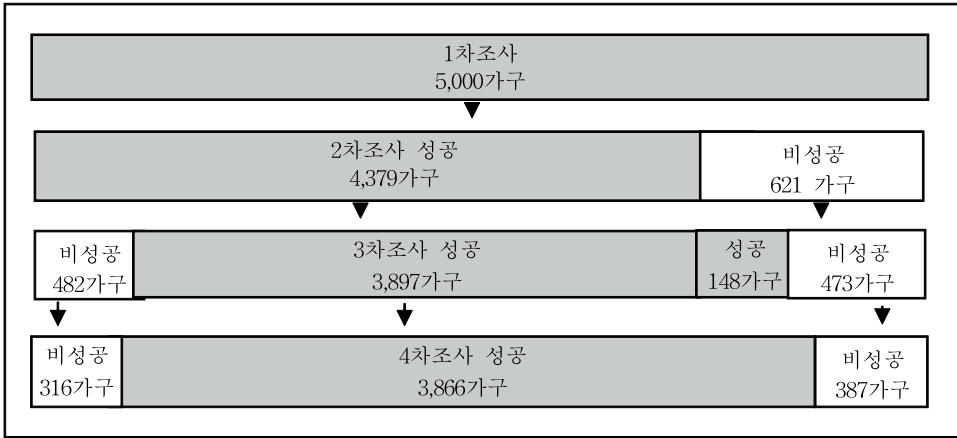 1차조사
5,000가구
2차조사 성공
4,379가구
비성공
621 가구
비성공
482가구
3차조사 성공
3,897가구
성공
148가구
비성공
473가구
비성공
316가구
4차조사 성공
3,866가구
비성공
387가구